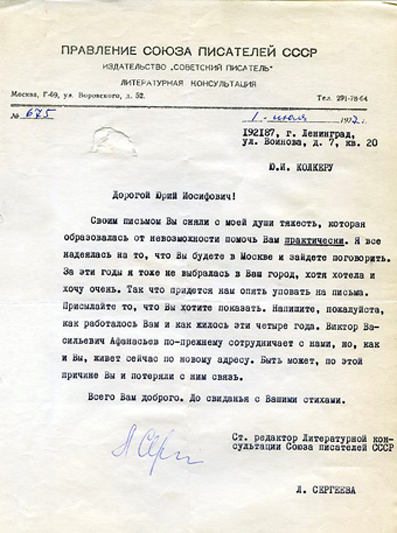 ПРАВЛЕНИЕ СОЮЗА ПИСАТЕЛЕЙ СССР
ИЗДАТЕЛЬСТВО „СОВЕТСКИЙ ПИСАТЕЛЬ"
ЛИТЕРАТУРНАЯ КОНСУЛЬТАЦИЯ
Москва, Г-69, ул. Воровского, д. 52. Тел. 291-78-64
№ 675 1 - июля 1977 г.
192187, г. Ленинград,
ул. Воинова, д. 7, кв. 20
Ю.И. КОЛКЕРУ
Дорогой Юрий Иосифович!
Своим письмом Вы сняли с моей души тяжесть, которая
образовалась от невозможности помочь Вам практически. Я все
надеялась на то, что Вы будете в Москве и зайдете поговорить.
За эти годы я тоже не выбралась в Ваш город, хотя хотела и
хочу очень. Так что придется нам опять уповать на письма.
Присылайте то, что Вы хотите показать. Напишите, пожалуйста,
как работалось Вам и как жилось эти четыре года. Виктор Ва-
сильевич Афанасьев по-прежнему сотрудничает с нами, но, как
и Вы, живет сейчас по новому адресу. Быть может, по этой
причине Вы и потеряли с ним связь.
Всего Вам доброго. До свиданья с Вашими стихами.
Ст. редактор Литературной кон-
сультации Союза писателей СССР
Л. СЕРГЕЕВА